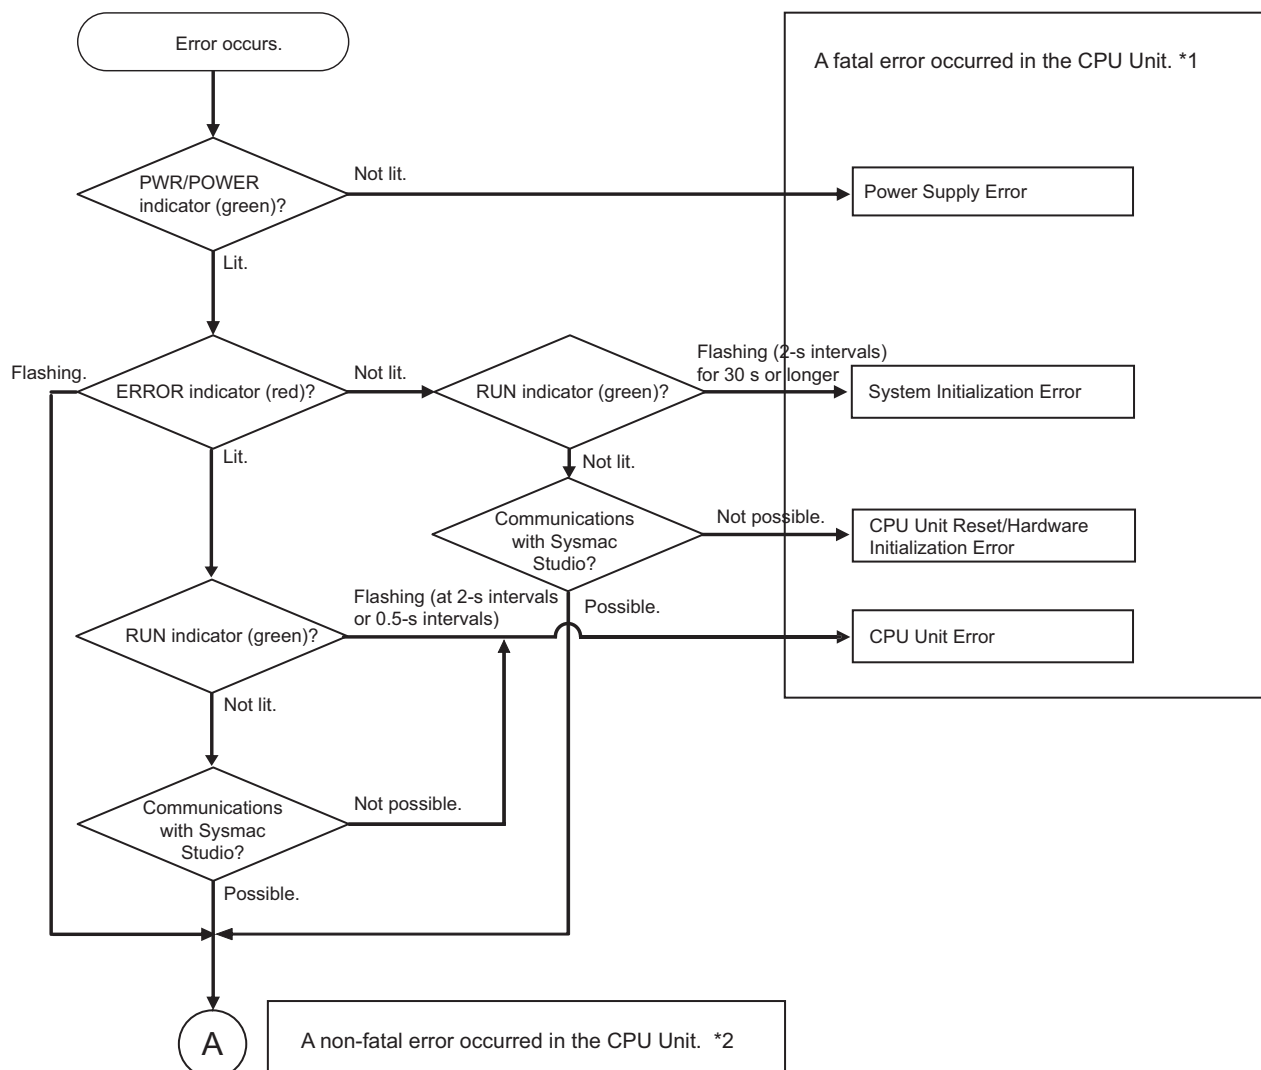 Error occurs.
A fatal error occurred in the CPU Unit. *1
PWR/POWER
indicator (green)?
Not lit.
Power Supply Error
Lit.
Flashing.
ERROR indicator (red)?
Not lit.
RUN indicator (green)?
Flashing (2-s intervals)
for 30 s or longer
System Initialization Error
Lit.
Not lit.
Communications
with Sysmac
Studio?
Not possible.
CPU Unit Reset/Hardware
Initialization Error
Possible.
RUN indicator (green)?
Flashing (at 2-s intervals
or 0.5-s intervals)
CPU Unit Error
Not lit.
Communications
with Sysmac
Studio?
Not possible.
Possible.
A
A non-fatal error occurred in the CPU Unit. *2